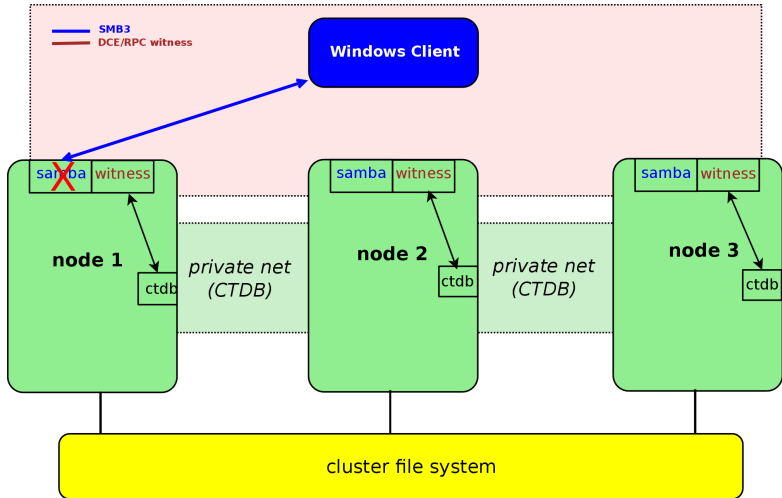 SMB3
DCE/RPC witness
Windows Client
samba witness
samba witness
samba witness
node 1
node 2
node 3
private net
(CTDB)
private net
(CTDB)
ctdb
ctdb
ctdb
cluster file system